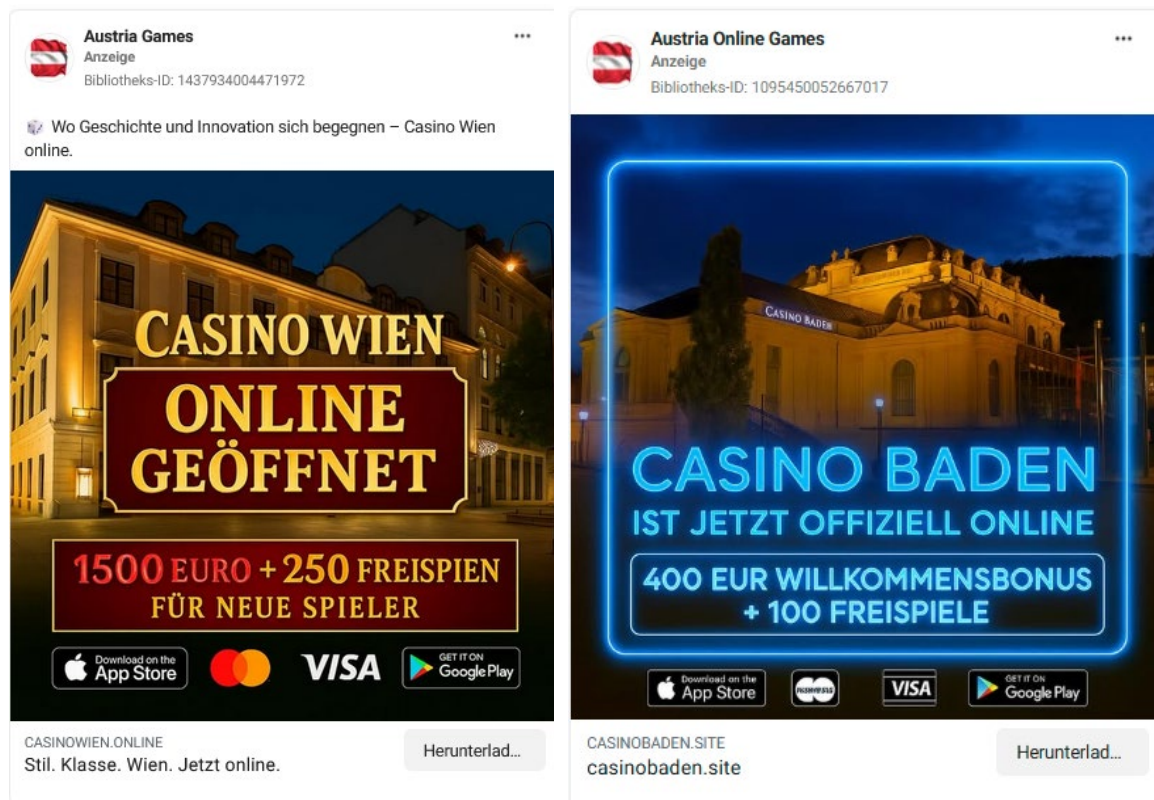 Austria Games
Anzeige
Bibliotheks-ID: 1437934004471972
Wo Geschichte und Innovation sich begegnen – Casino Wien
online.
CASINO WIEN
ONLINE
GEÖFFNET
1500 EURO + 250 FREISPIEN
FÜR NEUE SPIELER
Download on the
App Store
VISA
GET IT ON
Google Play
CASINOWIEN.ONLINE
Stil. Klasse. Wien. Jetzt online.
Herunterlad...
Austria Online Games
Anzeige
Bibliotheks-ID: 1095450052667017
CASINO BADEN
CASINO BADEN
IST JETZT OFFIZIELL ONLINE
400 EUR WILLKOMMENSBONUS
+ 100 FREISPIELE
Download on the
App Store
VISA
GET IT ON
Google Play
CASINOBADEN.SITE
casinobaden.site
Herunterlad...